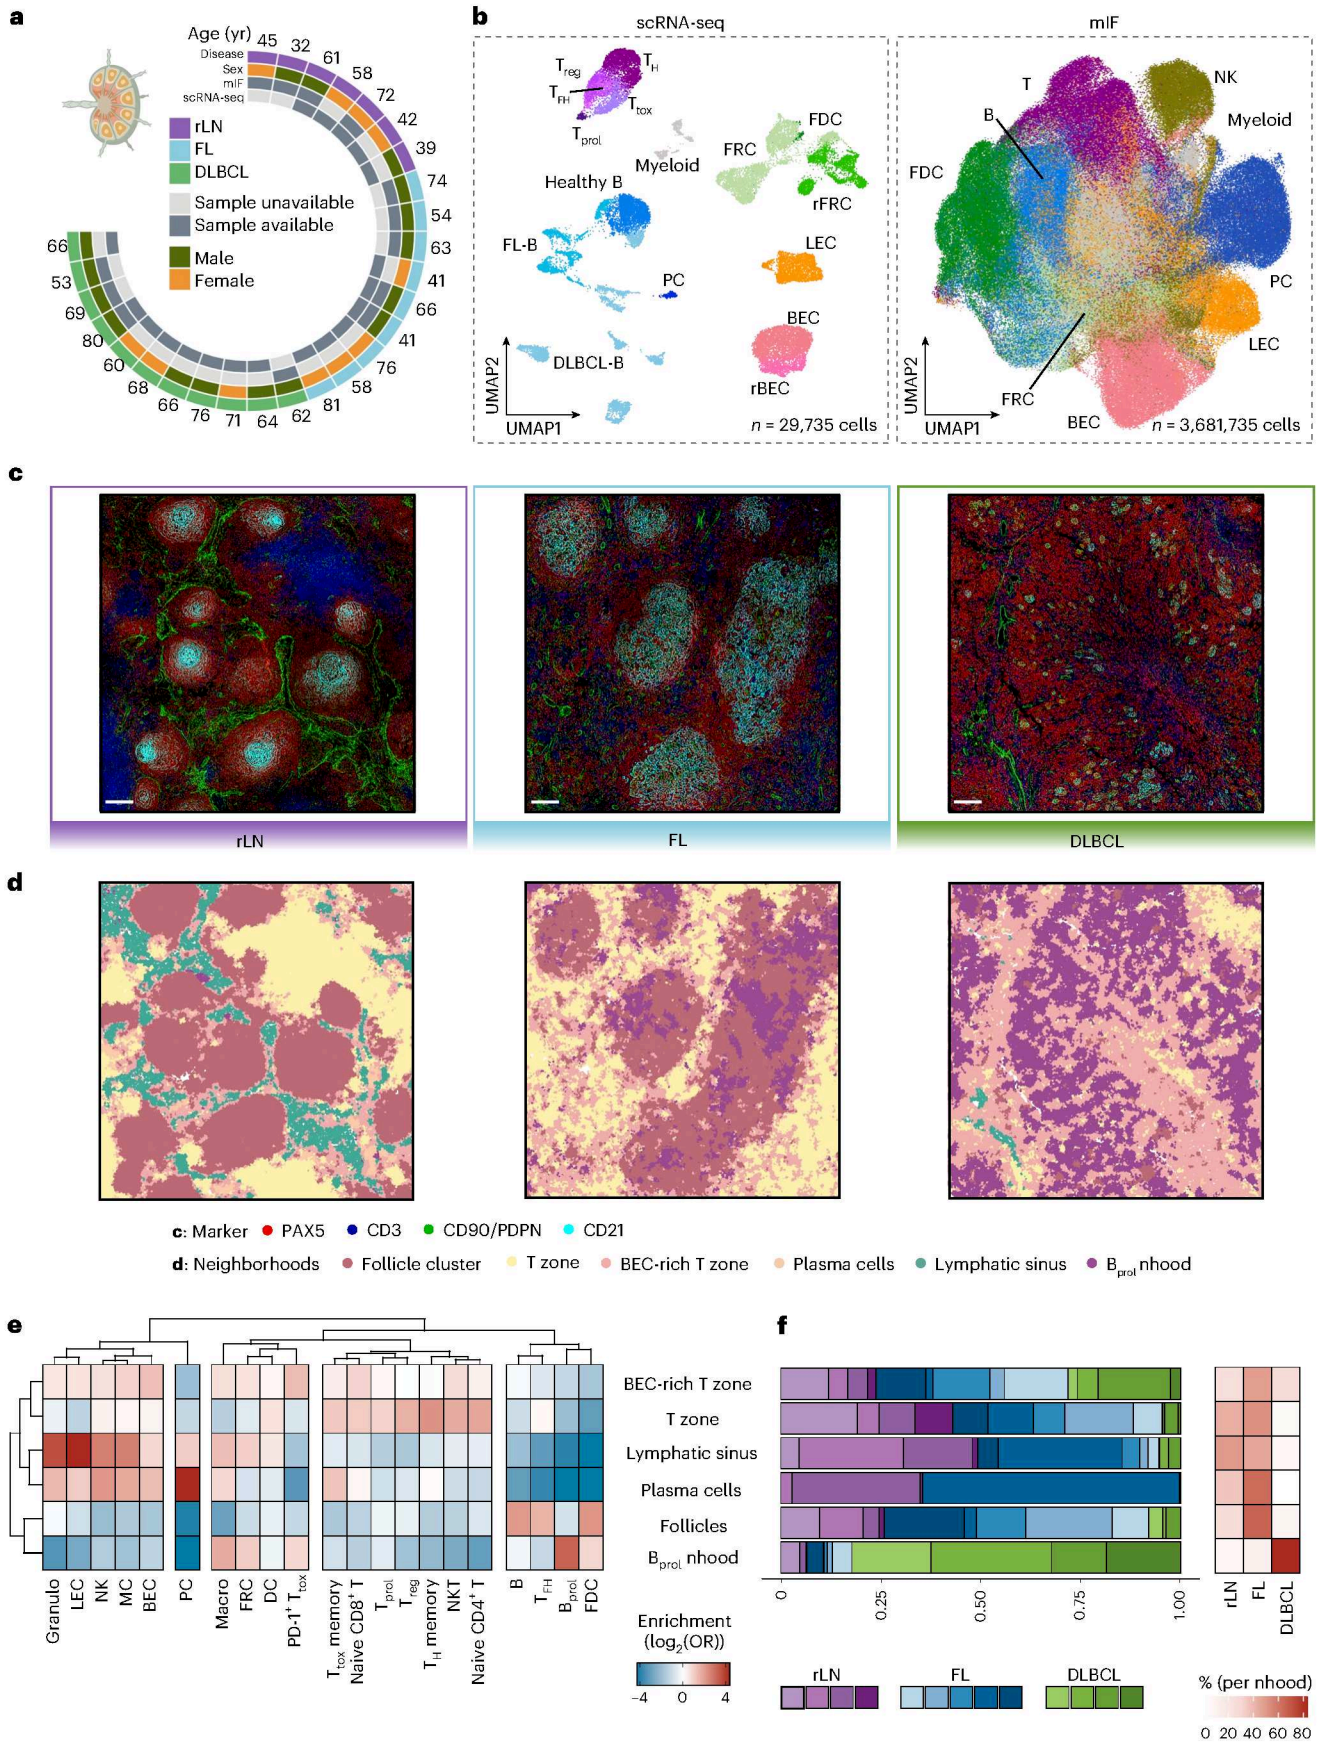 a
Age (yr)
Disease
Sex
mIF
scRNA-seq
45
32
61
58
72
42
39
74
54
63
41
66
41
76
58
81
62
64
71
76
66
68
60
80
69
53
66
rLN
FL
DLBCL
Sample unavailable
Sample available
Male
Female
b
scRNA-seq
Treg
TH
TFH
Ttox
Tprol
Myeloid
FDC
FRC
rFRC
Healthy B
FL-B
PC
LEC
BEC
rBEC
DLBCL-B
UMAP2
UMAP1
n = 29,735 cells
mIF
T
NK
B
Myeloid
FDC
PC
LEC
FRC
BEC
UMAP2
UMAP1
n = 3,681,735 cells
c
rLN
FL
DLBCL
d
c: Marker PAX5 CD3 CD90/PDPN CD21
d: Neighborhoods Follicle cluster T zone BEC-rich T zone Plasma cells Lymphatic sinus Bprol nhood
e
Granulo
LEC
NK
MC
BEC
PC
Macro
FRC
DC
PD-1+ Ttox
Ttox memory
Naive CD8+ T
Tprol
Treg
TH memory
NKT
Naive CD4+ T
B
TFH
Bprol
FDC
Enrichment
(log2(OR))
−4 0 4
f
BEC-rich T zone
T zone
Lymphatic sinus
Plasma cells
Follicles
Bprol nhood
0
0.25
0.50
0.75
1.00
rLN
FL
DLBCL
rLN
FL
DLBCL
% (per nhood)
0 20 40 60 80